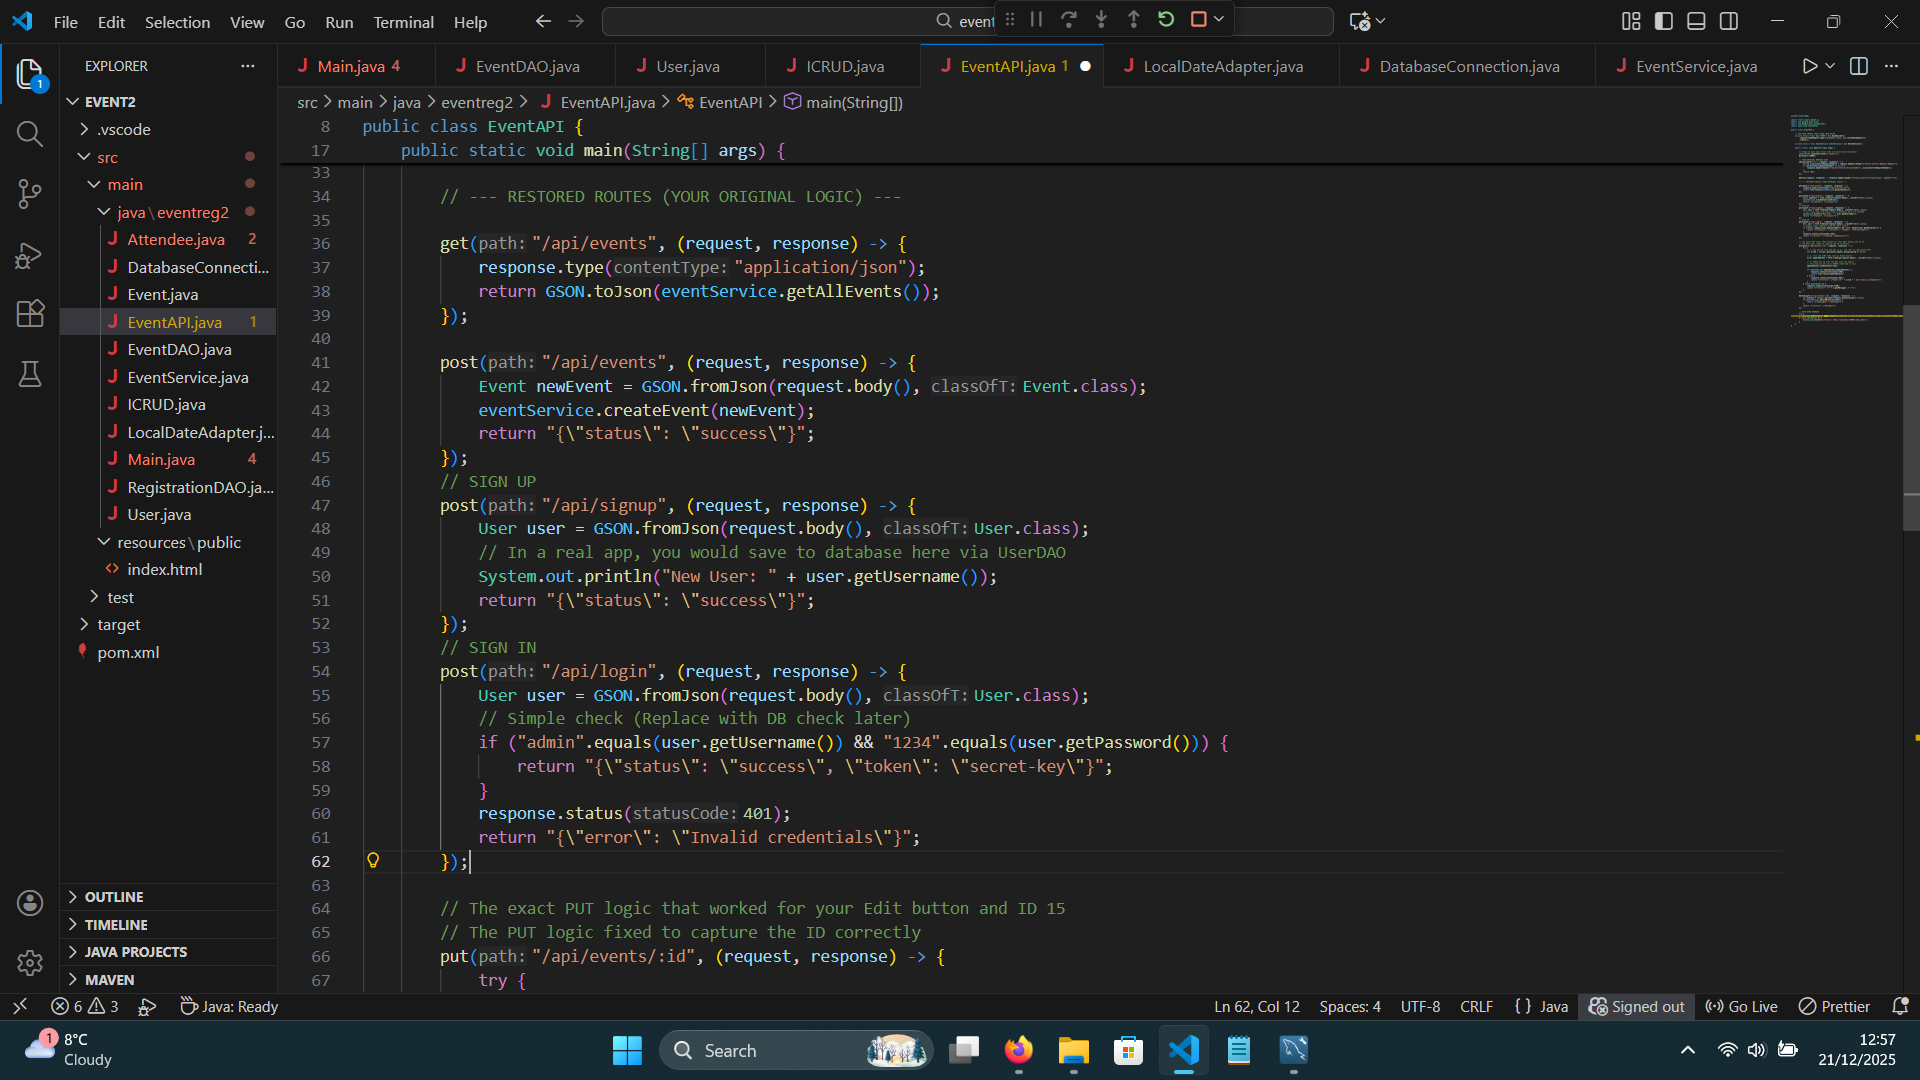 File Edit Selection View Go Run Terminal Help
event
EXPLORER
EVENT2
.vscode
src
main
java\eventreg2
Attendee.java 2
DatabaseConnecti...
Event.java
EventAPI.java 1
EventDAO.java
EventService.java
ICRUD.java
LocalDateAdapter.j...
Main.java 4
RegistrationDAO.ja...
User.java
resources\public
index.html
test
target
pom.xml
OUTLINE
TIMELINE
JAVA PROJECTS
MAVEN
1
Main.java 4
EventDAO.java
User.java
ICRUD.java
EventAPI.java 1
LocalDateAdapter.java
DatabaseConnection.java
EventService.java
src > main > java > eventreg2 > EventAPI.java > EventAPI > main(String[])
8 public class EventAPI {
17 public static void main(String[] args) {
33
34 // --- RESTORED ROUTES (YOUR ORIGINAL LOGIC) ---
35
36 get(path: "/api/events", (request, response) -> {
37 response.type(contentType: "application/json");
38 return GSON.toJson(eventService.getAllEvents());
39 });
40
41 post(path: "/api/events", (request, response) -> {
42 Event newEvent = GSON.fromJson(request.body(), classOfT: Event.class);
43 eventService.createEvent(newEvent);
44 return "{\"status\": \"success\"}";
45 });
46 // SIGN UP
47 post(path: "/api/signup", (request, response) -> {
48 User user = GSON.fromJson(request.body(), classOfT: User.class);
49 // In a real app, you would save to database here via UserDAO
50 System.out.println("New User: " + user.getUsername());
51 return "{\"status\": \"success\"}";
52 });
53 // SIGN IN
54 post(path: "/api/login", (request, response) -> {
55 User user = GSON.fromJson(request.body(), classOfT: User.class);
56 // Simple check (Replace with DB check later)
57 if ("admin".equals(user.getUsername()) && "1234".equals(user.getPassword())) {
58 return "{\"status\": \"success\", \"token\": \"secret-key\"}";
59 }
60 response.status(statusCode: 401);
61 return "{\"error\": \"Invalid credentials\"}";
62 });
63
64 // The exact PUT logic that worked for your Edit button and ID 15
65 // The PUT logic fixed to capture the ID correctly
66 put(path: "/api/events/:id", (request, response) -> {
67 try {
6 3 Java: Ready
Ln 62, Col 12 Spaces: 4 UTF-8 CRLF {} Java Signed out Go Live Prettier
1
8°C
Cloudy
Search
12:57
21/12/2025